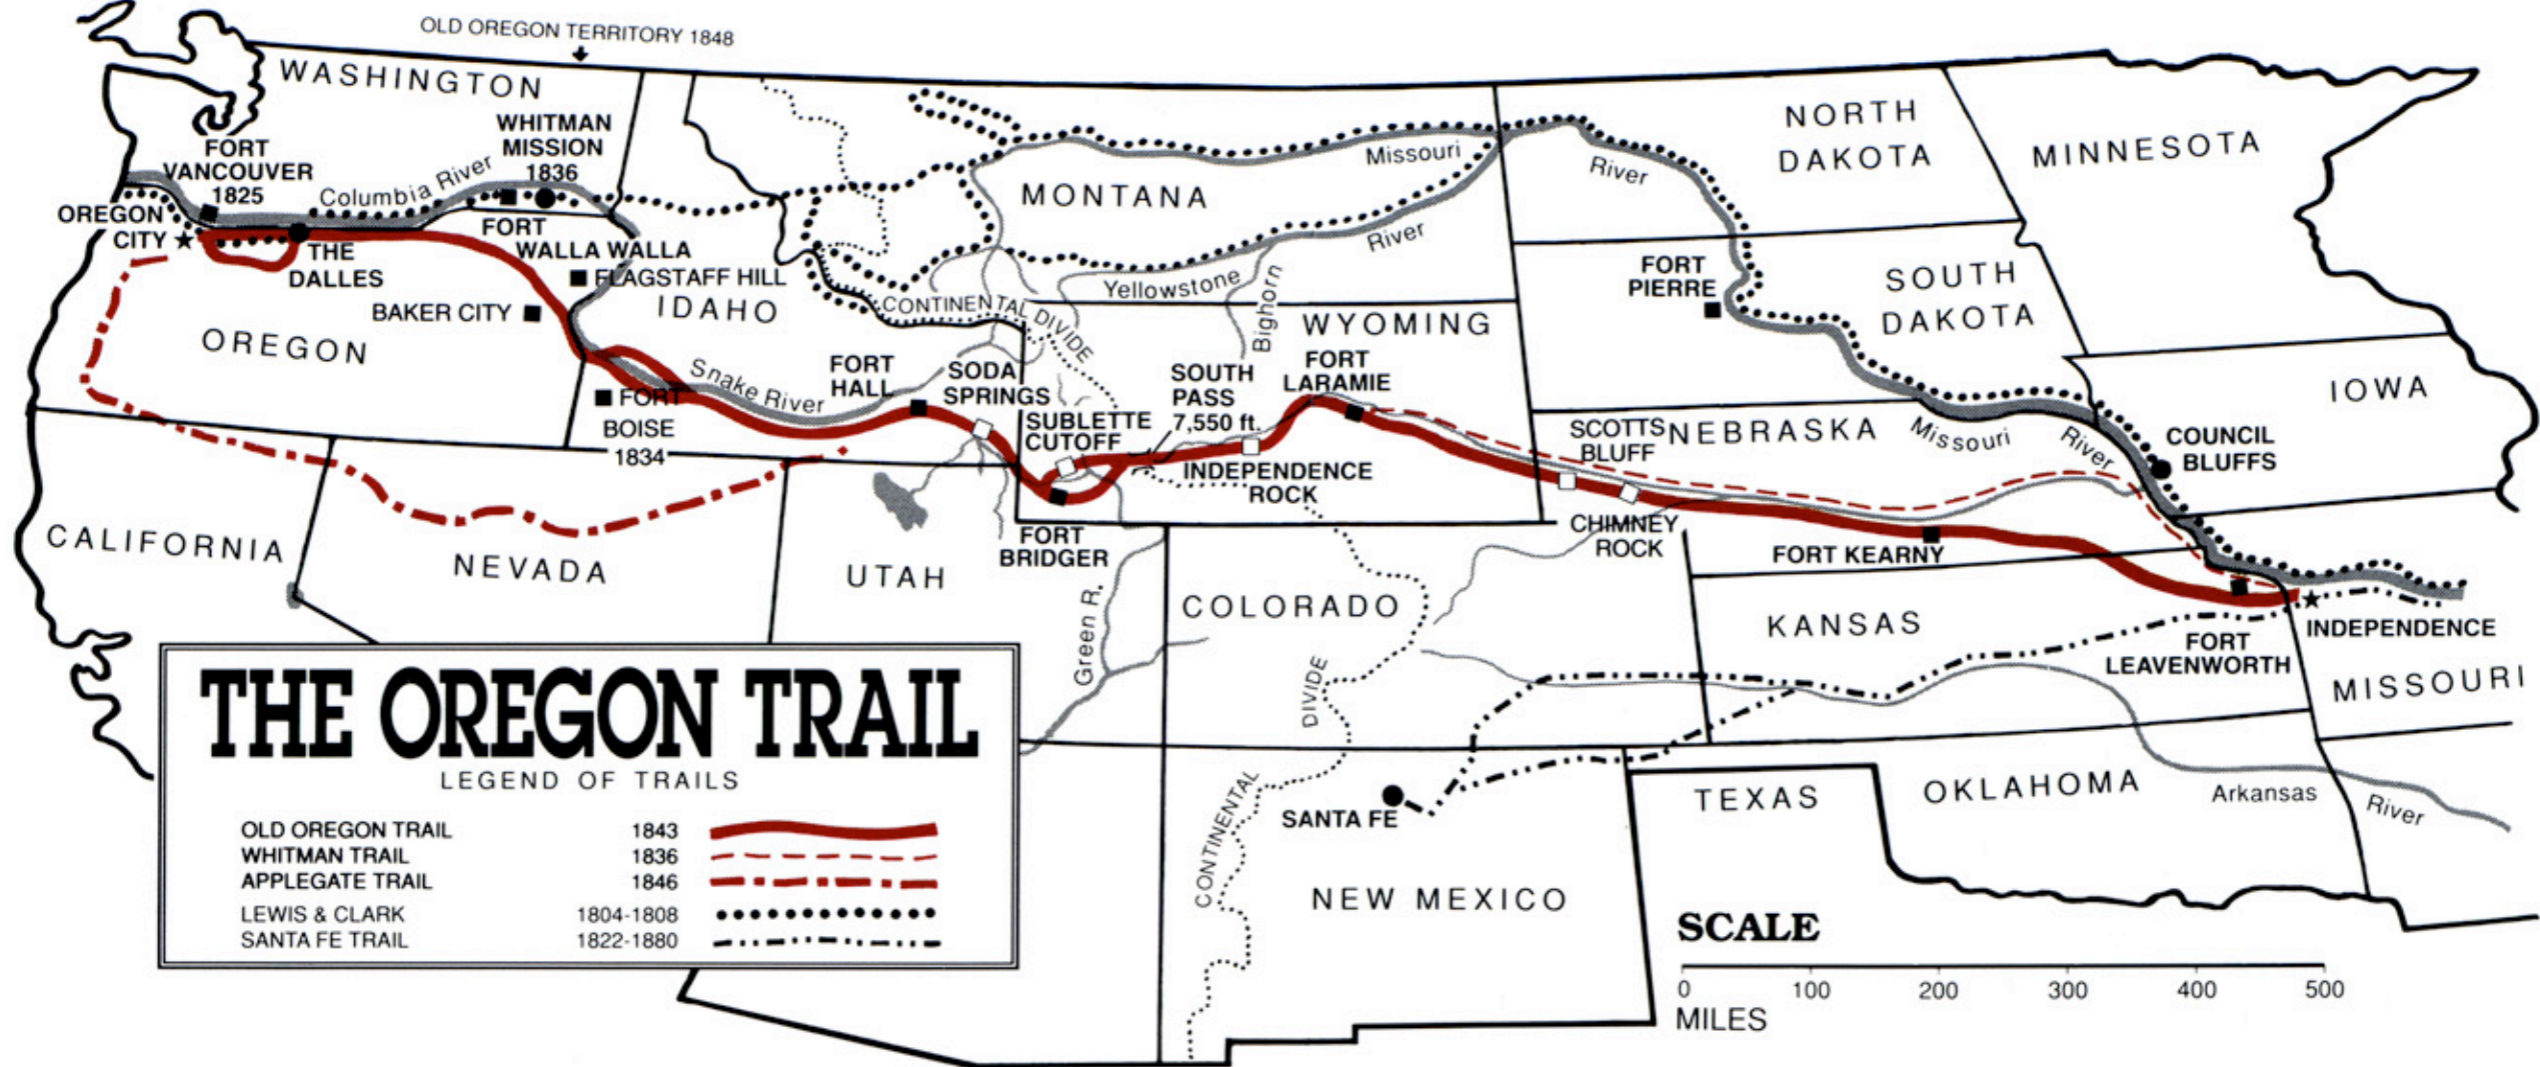 OLD OREGON TERRITORY 1848
WASHINGTON
FORT
VANCOUVER
1825
Columbia River
WHITMAN
MISSION
1836
OREGON
CITY
THE
DALLES
FORT
WALLA WALLA
FLAGSTAFF HILL
BAKER CITY
OREGON
IDAHO
FORT
BOISE
1834
Snake River
FORT
HALL
SODA
SPRINGS
MONTANA
Missouri
River
Yellowstone
River
Bighorn
CONTINENTAL DIVIDE
WYOMING
SUBLETTE
CUTOFF
SOUTH
PASS
7,550 ft.
FORT
LARAMIE
INDEPENDENCE
ROCK
FORT
BRIDGER
NORTH
DAKOTA
MINNESOTA
FORT
PIERRE
SOUTH
DAKOTA
IOWA
SCOTTS
BLUFF
NEBRASKA
Missouri
River
COUNCIL
BLUFFS
CHIMNEY
ROCK
FORT KEARNY
CALIFORNIA
NEVADA
UTAH
Green R.
COLORADO
KANSAS
FORT
LEAVENWORTH
INDEPENDENCE
MISSOURI
CONTINENTAL
DIVIDE
SANTA FE
NEW MEXICO
TEXAS
OKLAHOMA
Arkansas
River
THE OREGON TRAIL
LEGEND OF TRAILS
OLD OREGON TRAIL 1843
WHITMAN TRAIL 1836
APPLEGATE TRAIL 1846
LEWIS & CLARK 1804-1808
SANTA FE TRAIL 1822-1880
SCALE
0 100 200 300 400 500
MILES